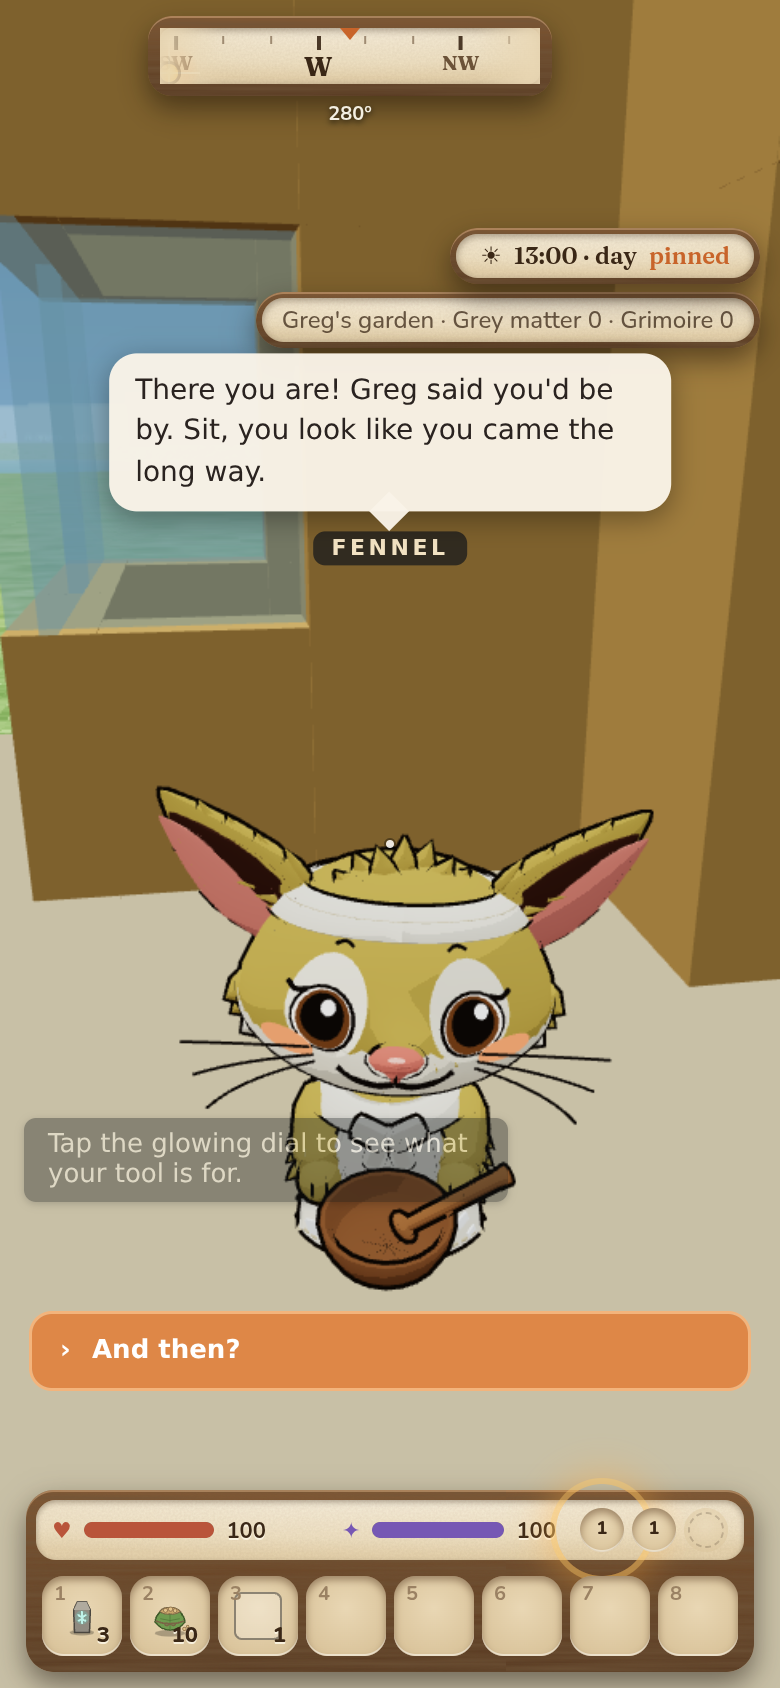 W
W
NW
280°
13:00 · day pinned
Greg's garden · Grey matter 0 · Grimoire 0
There you are! Greg said you'd be
by. Sit, you look like you came the
long way.
FENNEL
Tap the glowing dial to see what
your tool is for.
› And then?
100
100
1
1
1
3
2
10
3
1
4
5
6
7
8